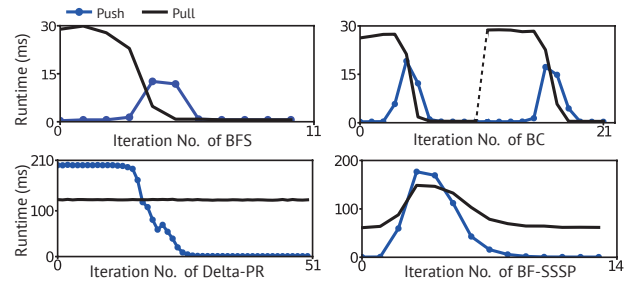 Push Pull
30
15
0
Runtime (ms)
0 Iteration No. of BFS 11
30
15
0
0 Iteration No. of BC 21
210
100
0
Runtime (ms)
0 Iteration No. of Delta-PR 51
200
100
0
0 Iteration No. of BF-SSSP 14